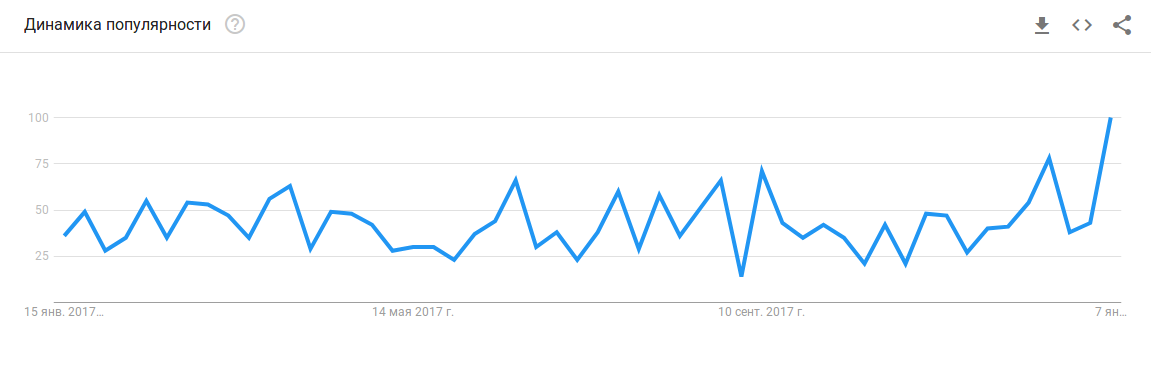 Динамика популярности
100
75
50
25
15 янв. 2017… 14 мая 2017 г. 10 сент. 2017 г. 7 ян…